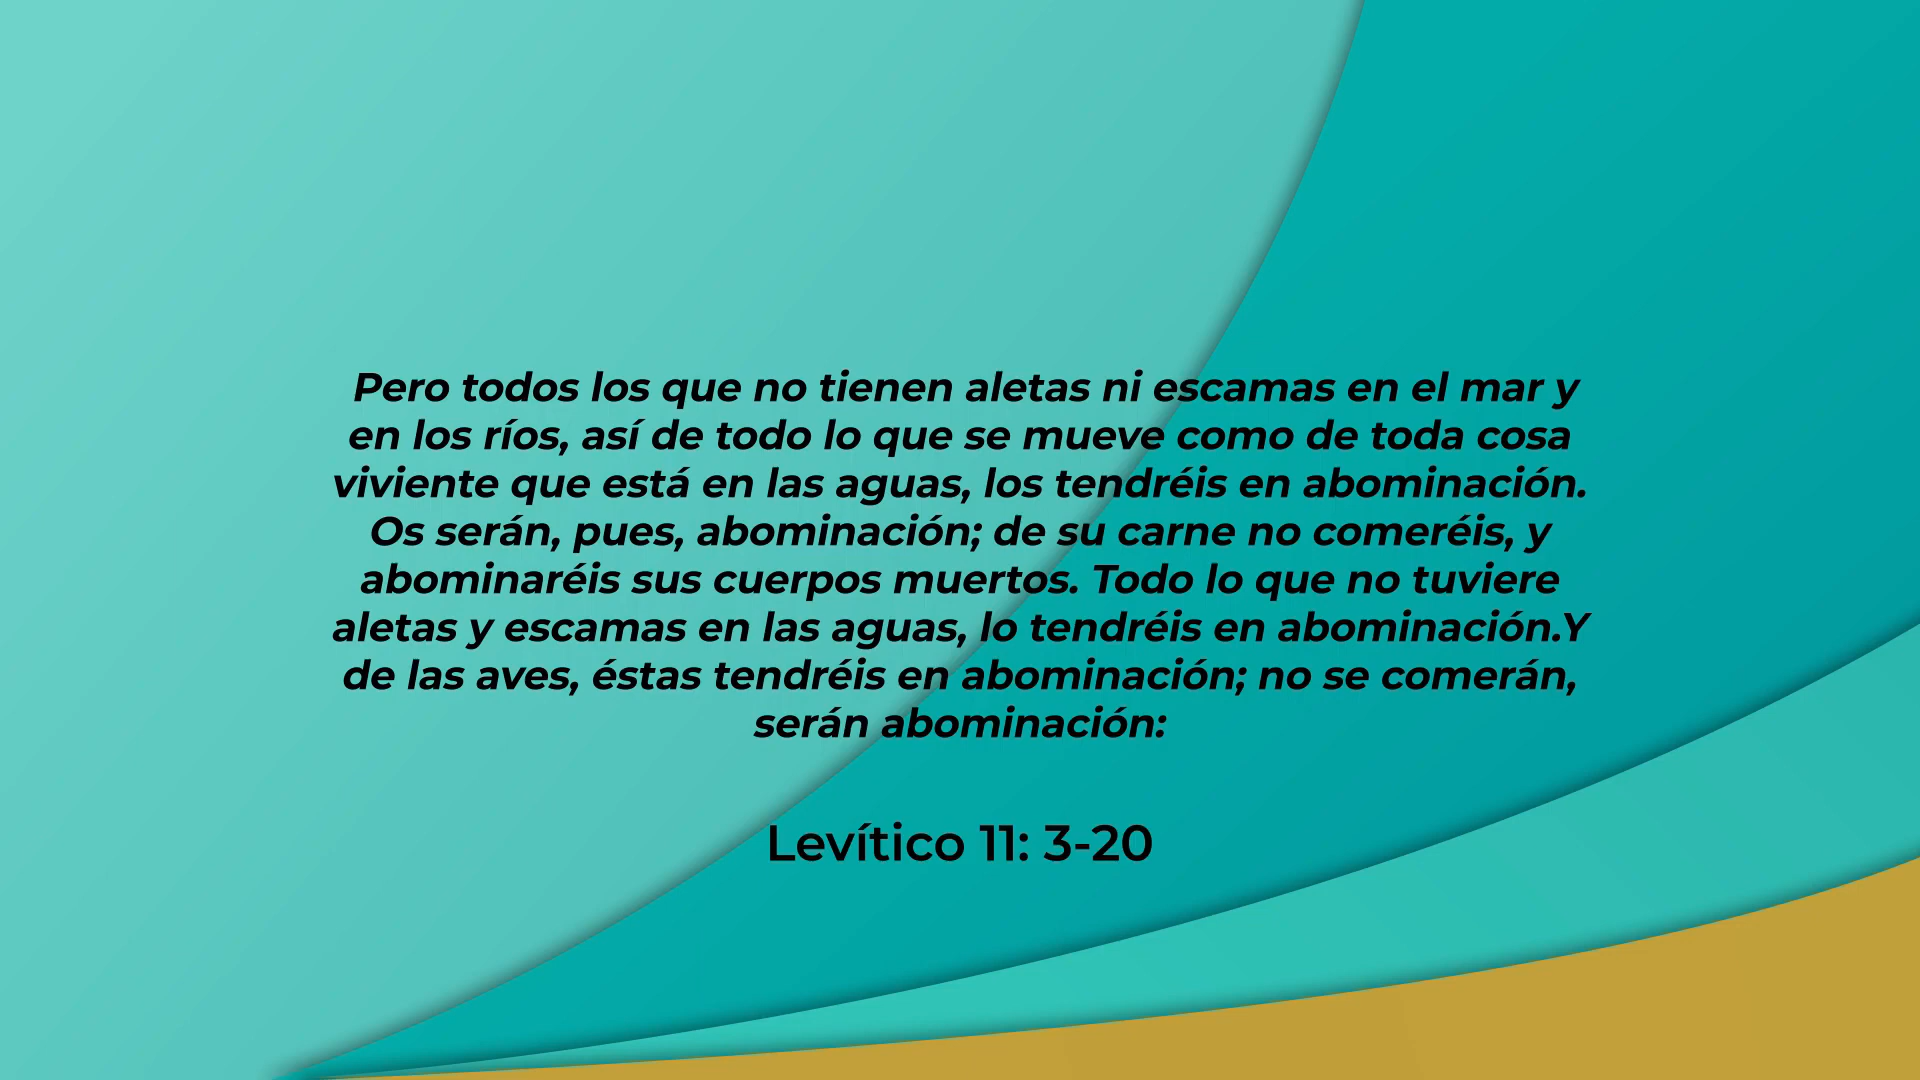 Pero todos los que no tienen aletas ni escamas en el mar y
en los ríos, así de todo lo que se mueve como de toda cosa
viviente que está en las aguas, los tendréis en abominación.
Os serán, pues, abominación; de su carne no comeréis, y
abominaréis sus cuerpos muertos. Todo lo que no tuviere
aletas y escamas en las aguas, lo tendréis en abominación.Y
de las aves, éstas tendréis en abominación; no se comerán,
serán abominación:
Levítico 11: 3-20